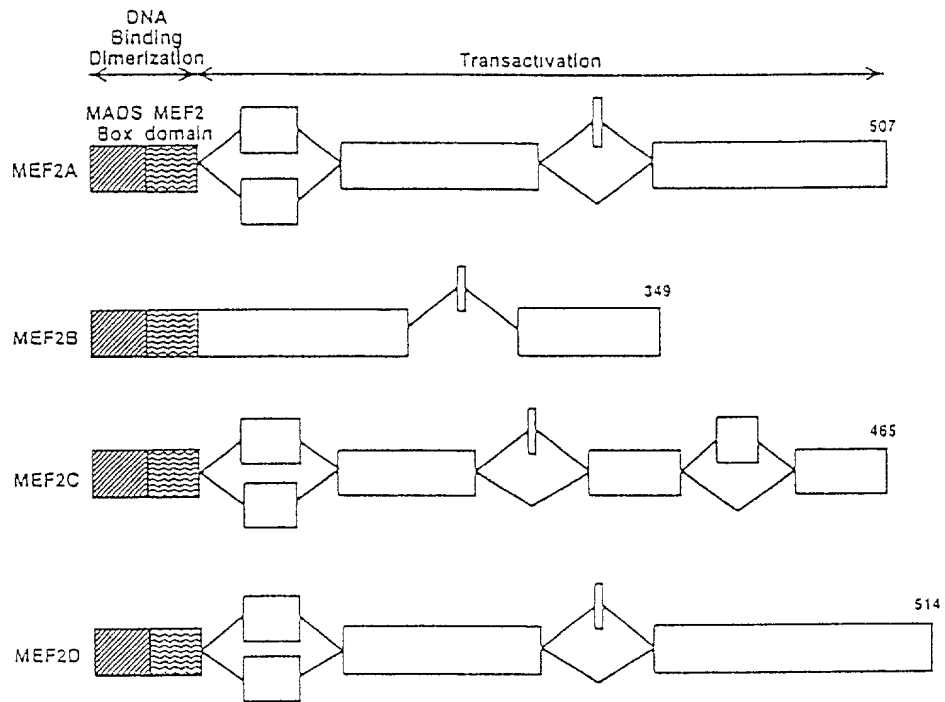 DNA
Binding
Dimerization
Transactivation
MADS MEF2
Box domain
507
MEF2A
349
MEF2B
465
MEF2C
514
MEF2D